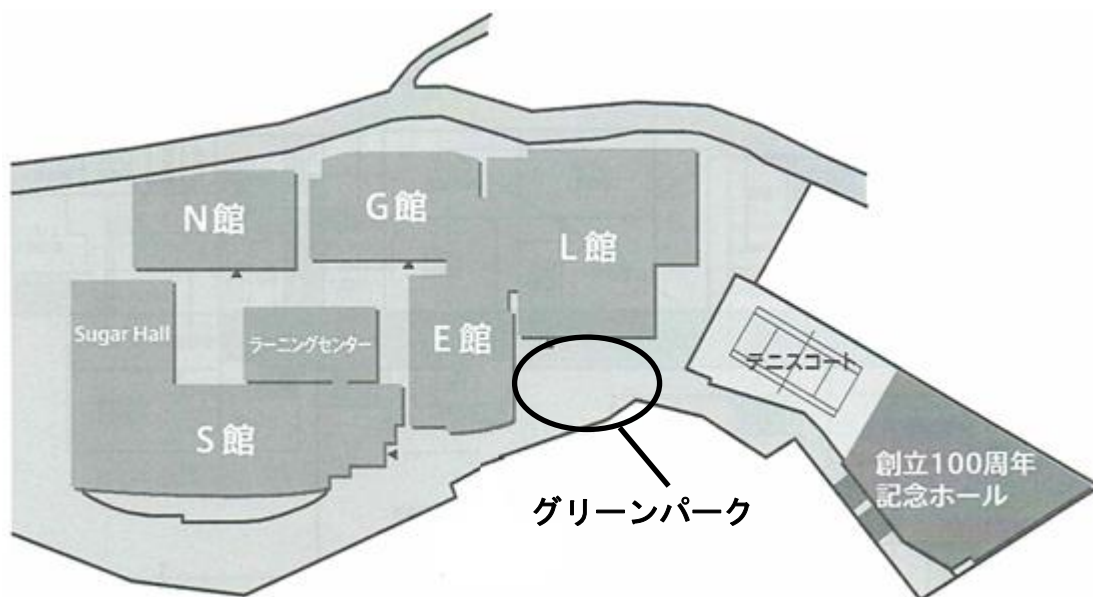 N館
G館
L館
Sugar Hall
ラーニングセンター
E館
テニスコート
S館
創立100周年
記念ホール
グリーンパーク